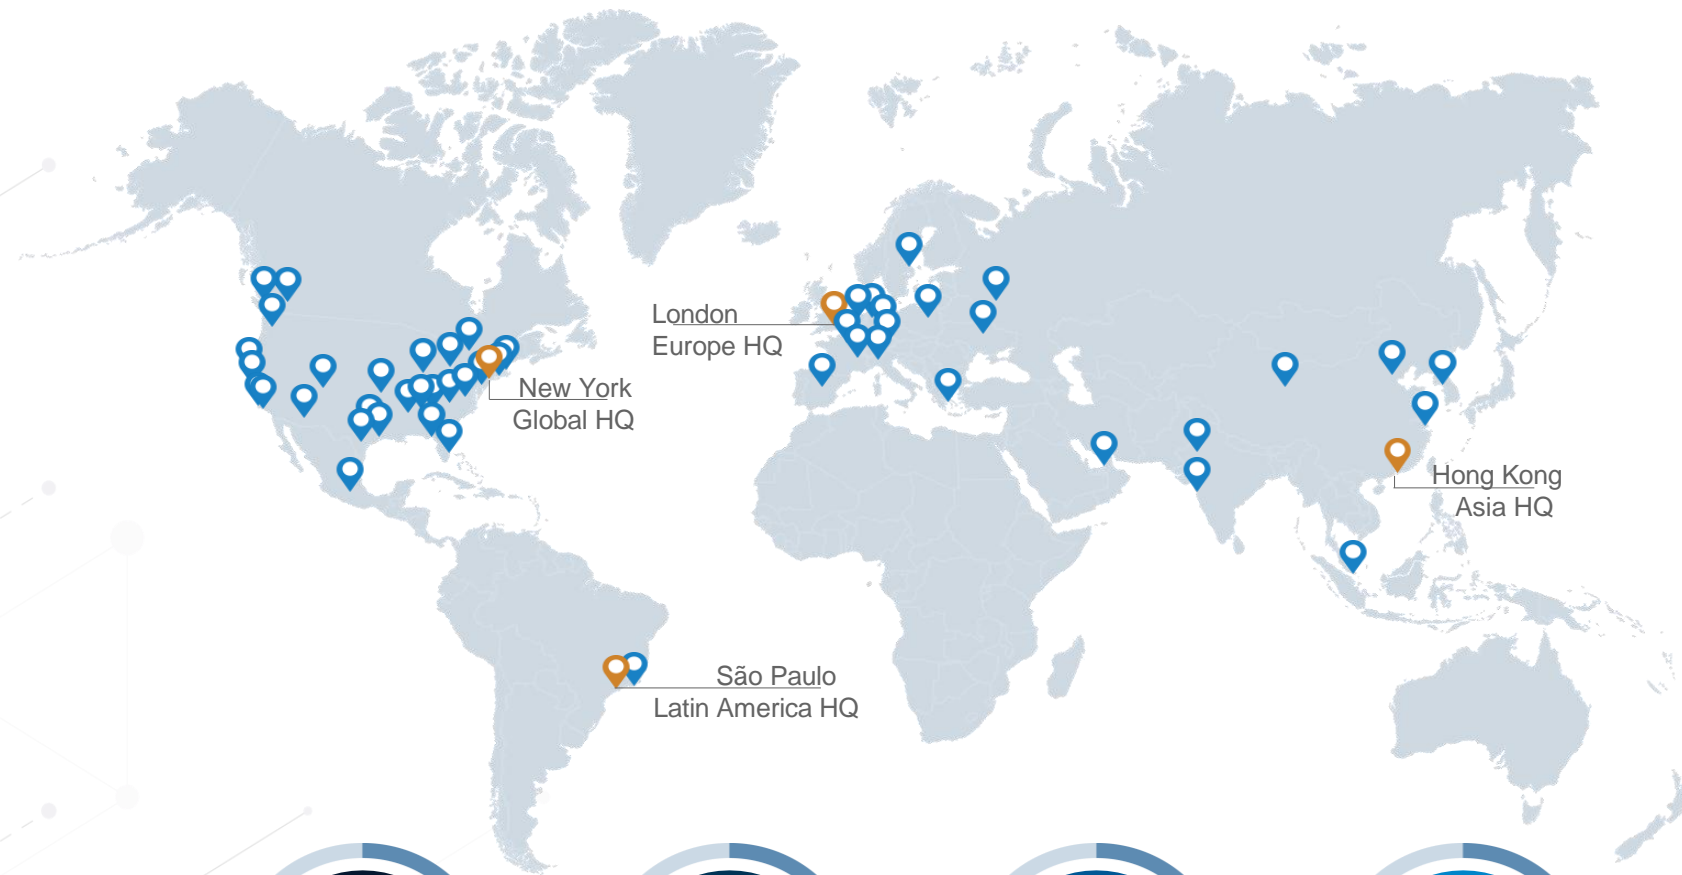 London
Europe HQ
New York
Global HQ
Hong Kong
Asia HQ
São Paulo
Latin America HQ